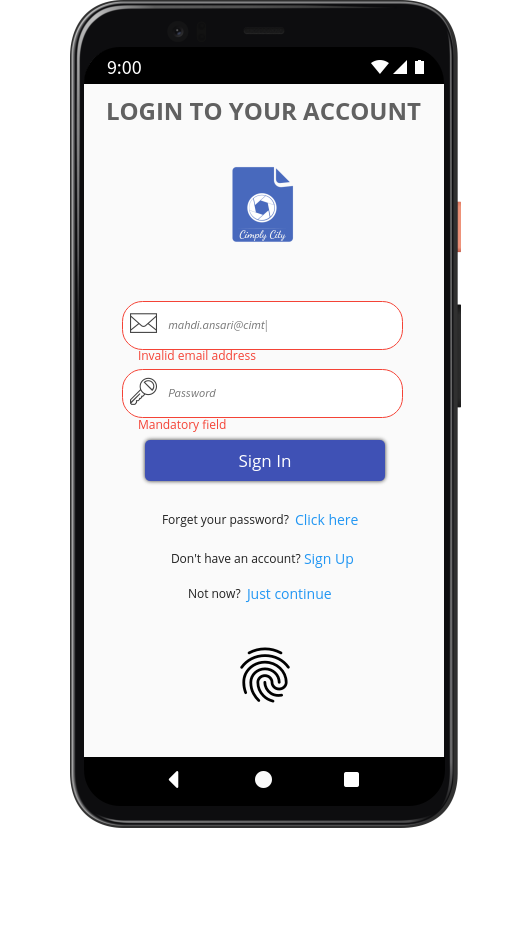 9:00
LOGIN TO YOUR ACCOUNT
Cimply City
mahdi.ansari@cimt
Invalid email address
Password
Mandatory field
Sign In
Forget your password? Click here
Don't have an account? Sign Up
Not now? Just continue